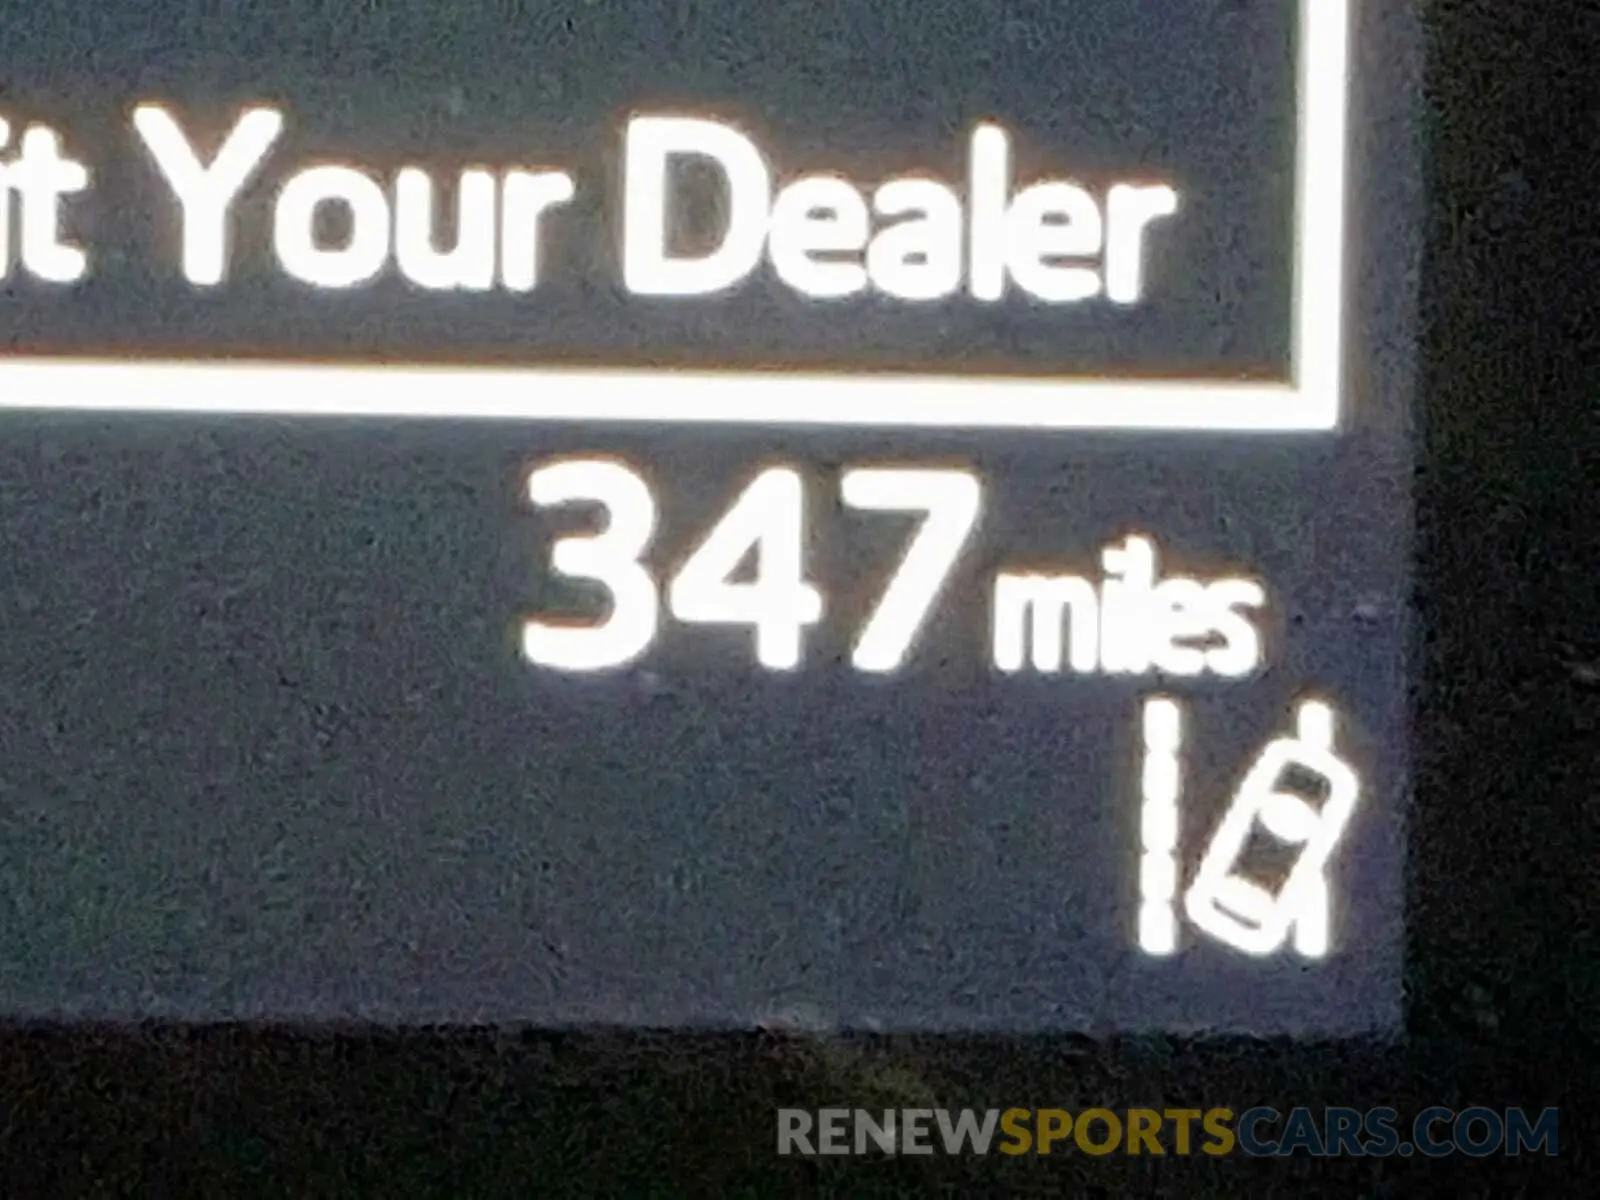 Your Dealer
347 miles
RENEWSPORTSCARS.COM